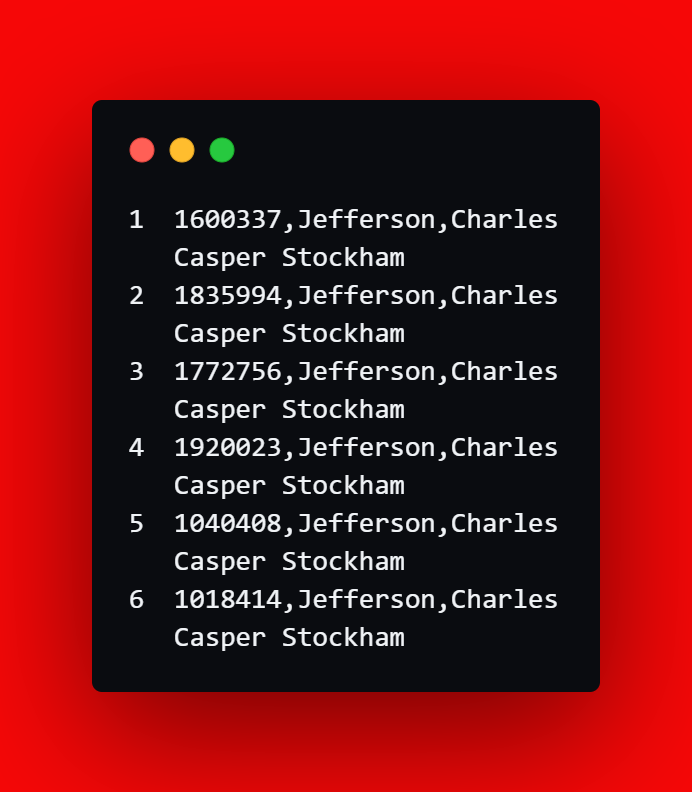 1 1600337,Jefferson,Charles
Casper Stockham
2 1835994,Jefferson,Charles
Casper Stockham
3 1772756,Jefferson,Charles
Casper Stockham
4 1920023,Jefferson,Charles
Casper Stockham
5 1040408,Jefferson,Charles
Casper Stockham
6 1018414,Jefferson,Charles
Casper Stockham